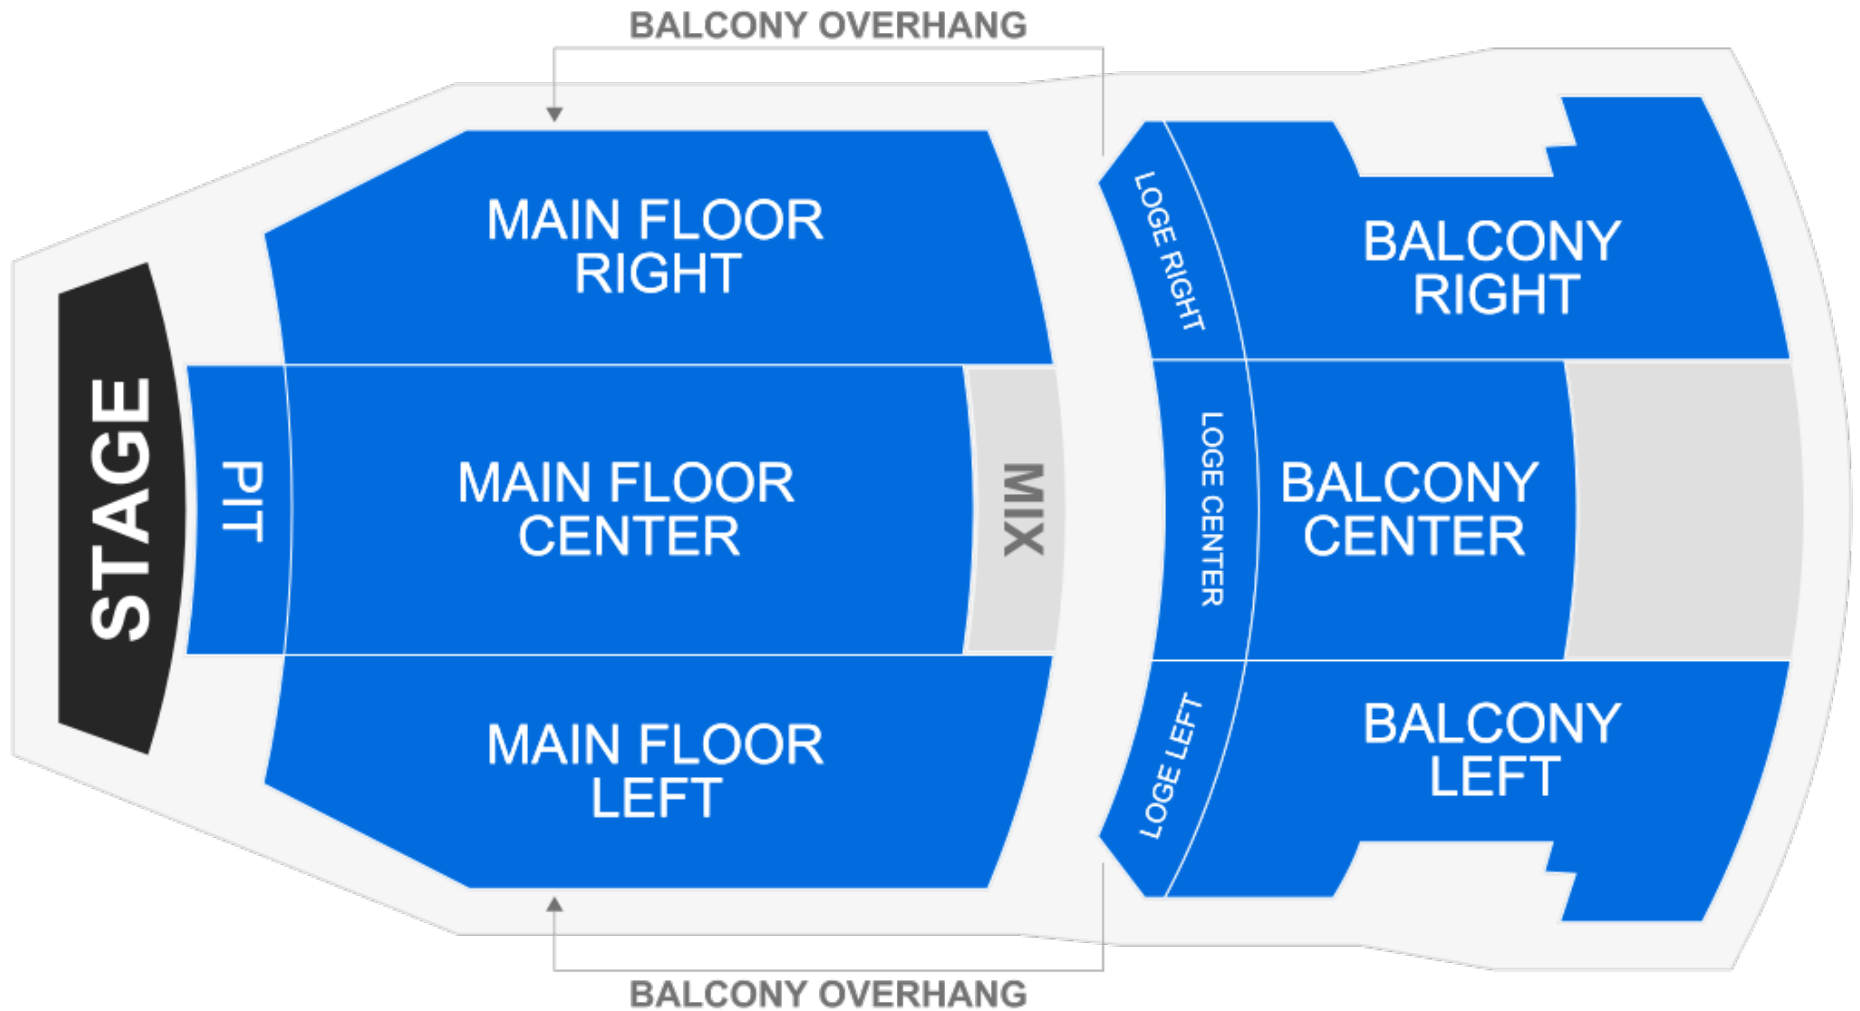 BALCONY OVERHANG
MAIN FLOOR
RIGHT
LOGE RIGHT
BALCONY
RIGHT
STAGE
PIT
MAIN FLOOR
CENTER
MIX
LOGE CENTER
BALCONY
CENTER
MAIN FLOOR
LEFT
LOGE LEFT
BALCONY
LEFT
BALCONY OVERHANG